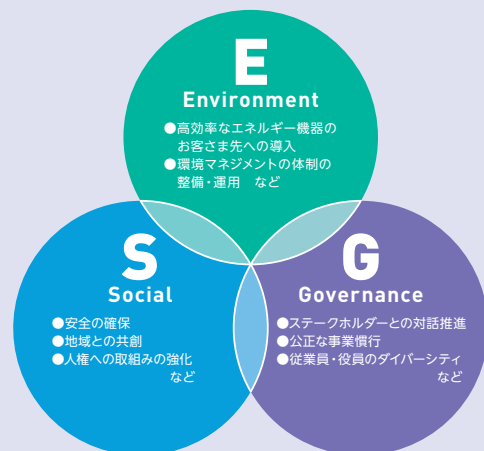 E
Environment
●高効率なエネルギー機器の
お客さま先への導入
●環境マネジメントの体制の
整備・運用　など
S
Social
●安全の確保
●地域との共創
●人権への取組みの強化
など
G
Governance
●ステークホルダーとの対話推進
●公正な事業慣行
●従業員・役員のダイバーシティ
など